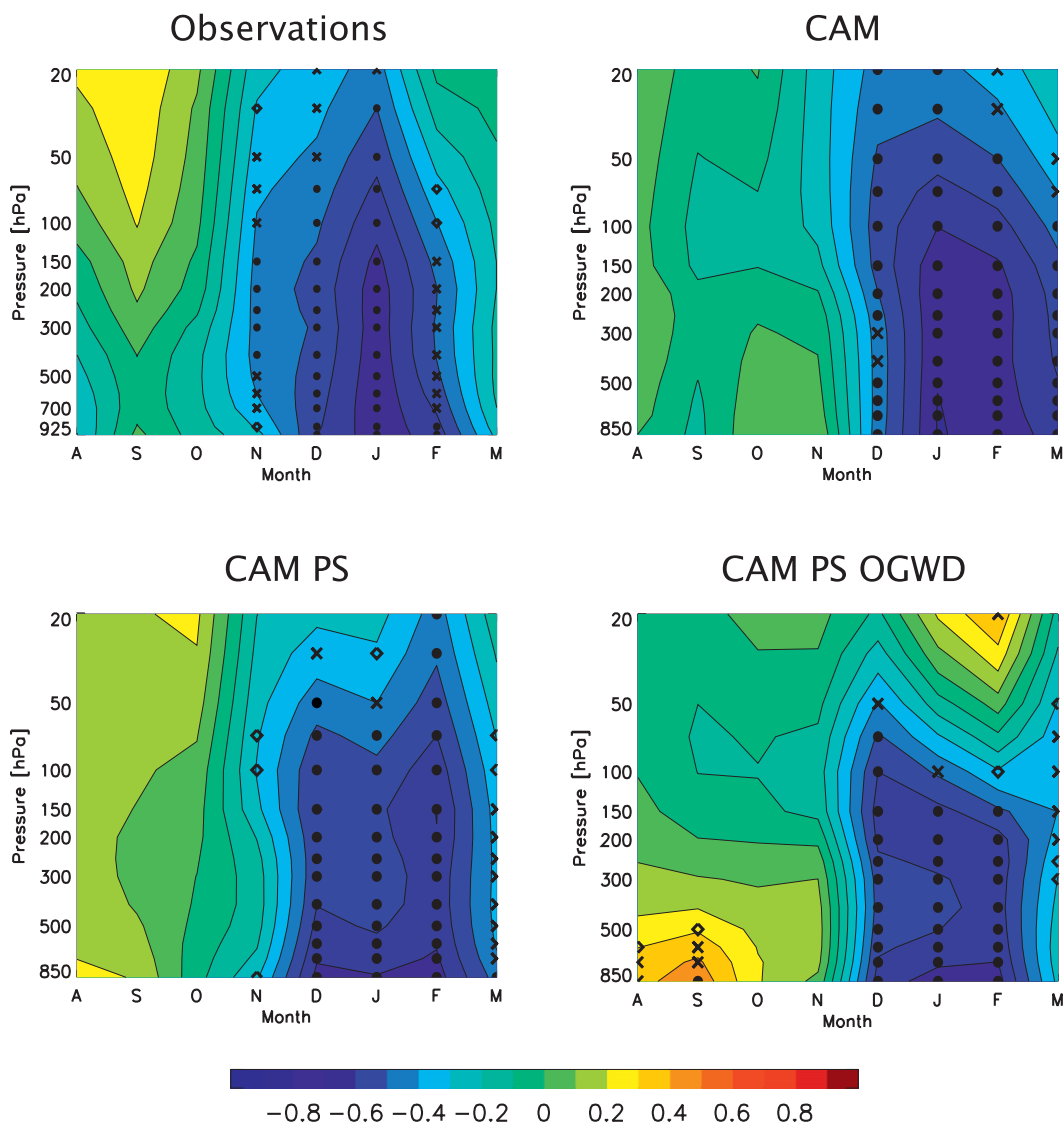 Observations
20
50
100
150
200
300
500
700
925
Pressure [hPa]
A S O N D J F M
Month
CAM
20
50
100
150
200
300
500
850
Pressure [hPa]
A S O N D J F M
Month
CAM PS
20
50
100
150
200
300
500
850
Pressure [hPa]
A S O N D J F M
Month
CAM PS OGWD
20
50
100
150
200
300
500
850
Pressure [hPa]
A S O N D J F M
Month
−0.8 −0.6 −0.4 −0.2 0 0.2 0.4 0.6 0.8